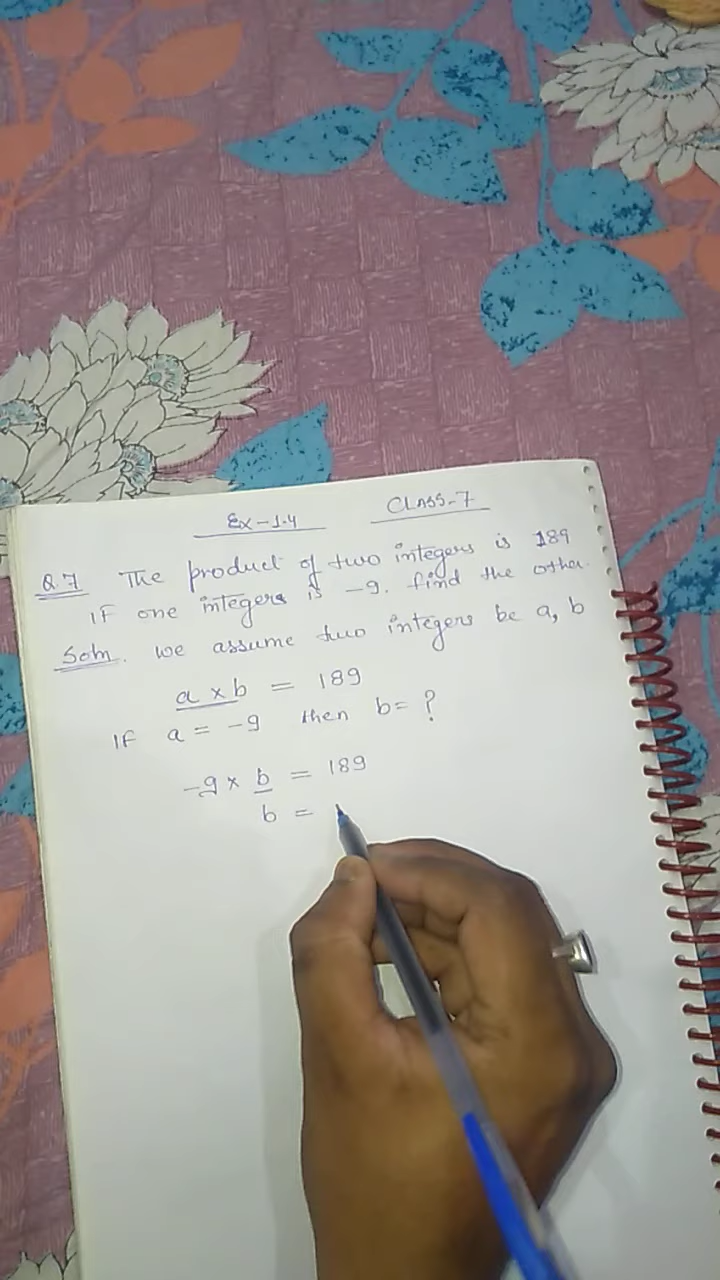 Ex-1.4 CLASS-7
Q.7 The product of two integers is 189
IF one integers is -9. find the other.
Soln. we assume two integers be a, b
a x b = 189
IF a = -9 then b= ?
-9 x b = 189
b =